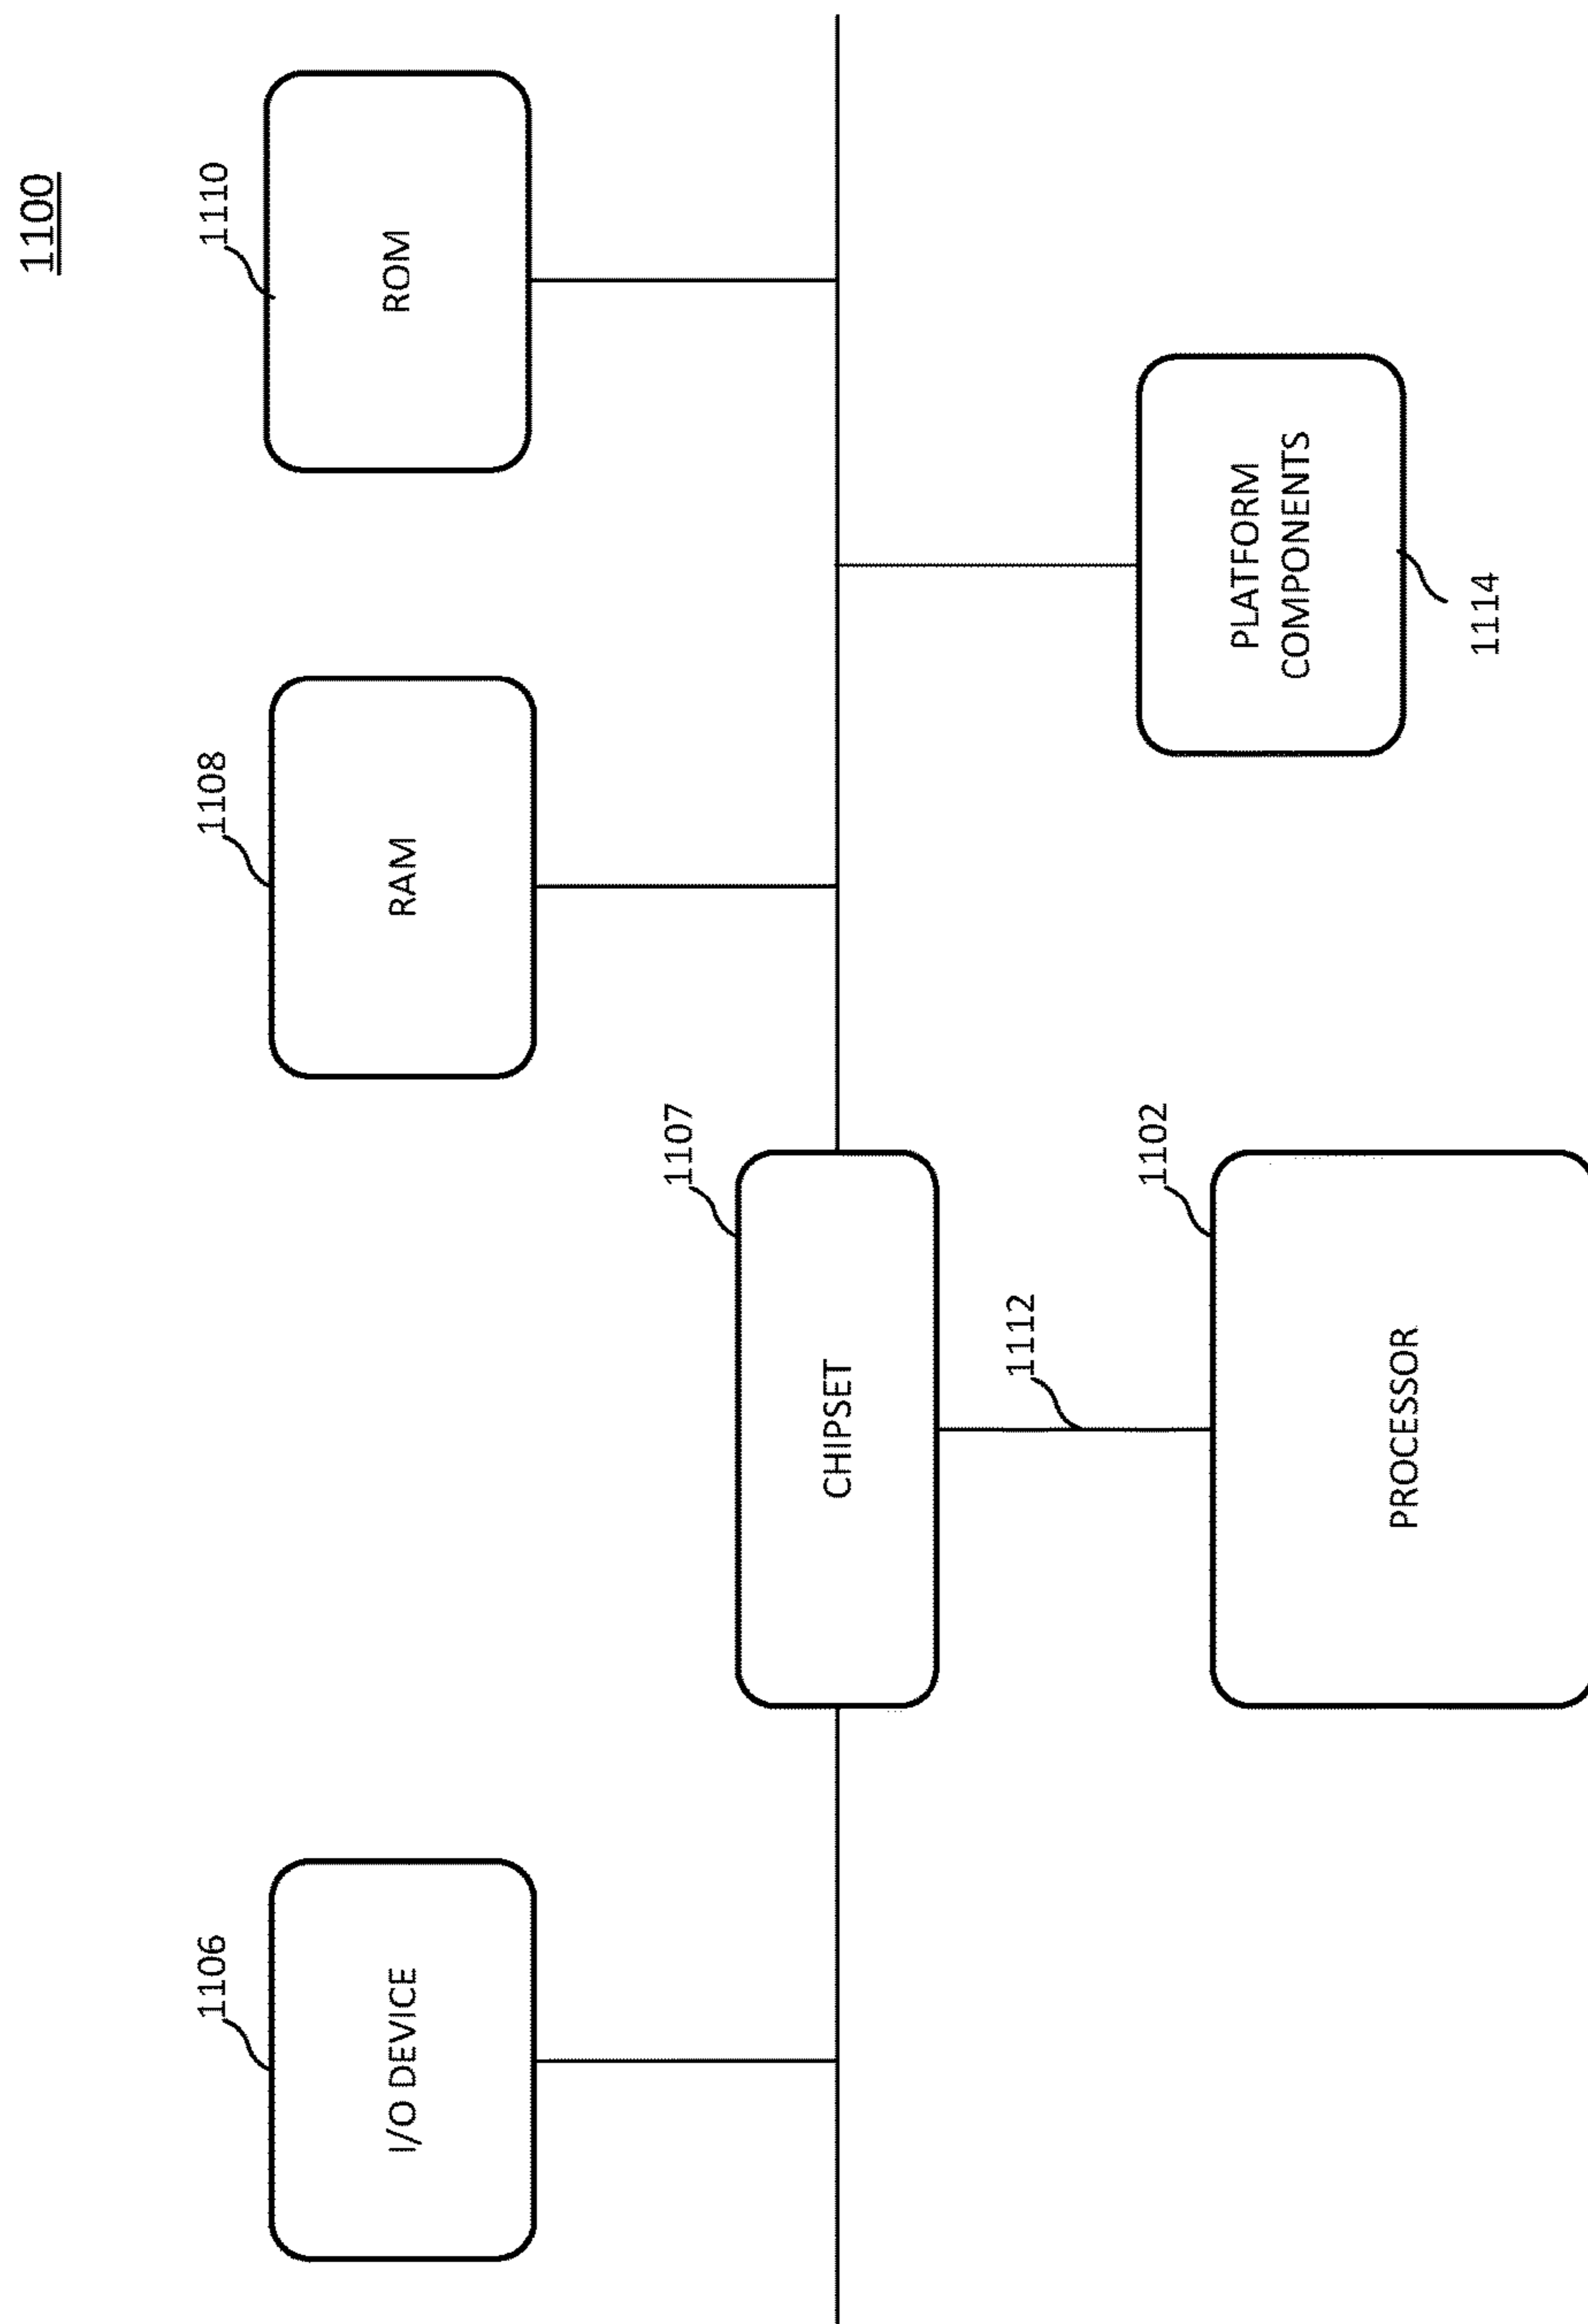 1100
1106
I/O DEVICE
1108
RAM
1110
ROM
1107
CHIPSET
1112
1102
PROCESSOR
PLATFORM
COMPONENTS
1114